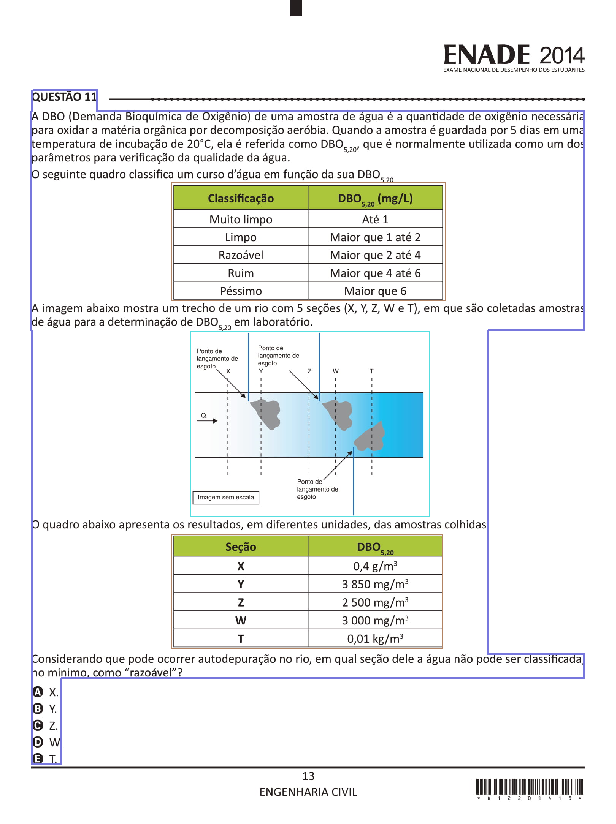 ENADE 2014
EXAME NACIONAL DE DESEMPENHO DOS ESTUDANTES
QUESTÃO 11
A DBO (Demanda Bioquímica de Oxigênio) de uma amostra de água é a quantidade de oxigênio necessária
para oxidar a matéria orgânica por decomposição aeróbia. Quando a amostra é guardada por 5 dias em uma
temperatura de incubação de 20°C, ela é referida como DBO5,20, que é normalmente utilizada como um dos
parâmetros para verificação da qualidade da água.
O seguinte quadro classifica um curso d'água em função da sua DBO5,20
Classificação DBO5,20 (mg/L)
Muito limpo Até 1
Limpo Maior que 1 até 2
Razoável Maior que 2 até 4
Ruim Maior que 4 até 6
Péssimo Maior que 6
A imagem abaixo mostra um trecho de um rio com 5 seções (X, Y, Z, W e T), em que são coletadas amostras
de água para a determinação de DBO5,20 em laboratório.
Ponto de
lançamento de
esgoto
Ponto de
lançamento de
esgoto
X Y Z W T
Q
Ponto de
lançamento de
esgoto
Imagem sem escala
O quadro abaixo apresenta os resultados, em diferentes unidades, das amostras colhidas
Seção DBO5,20
X 0,4 g/m³
Y 3 850 mg/m³
Z 2 500 mg/m³
W 3 000 mg/m³
T 0,01 kg/m³
Considerando que pode ocorrer autodepuração no rio, em qual seção dele a água não pode ser classificada,
no mínimo, como “razoável”?
A X.
B Y.
C Z.
D W
E T.
13
ENGENHARIA CIVIL